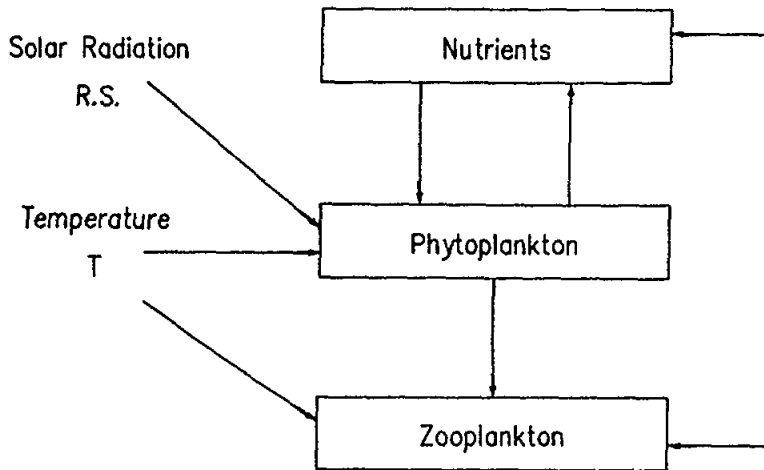 Nutrients
Solar Radiation
R.S.
Temperature
T
Phytoplankton
Zooplankton